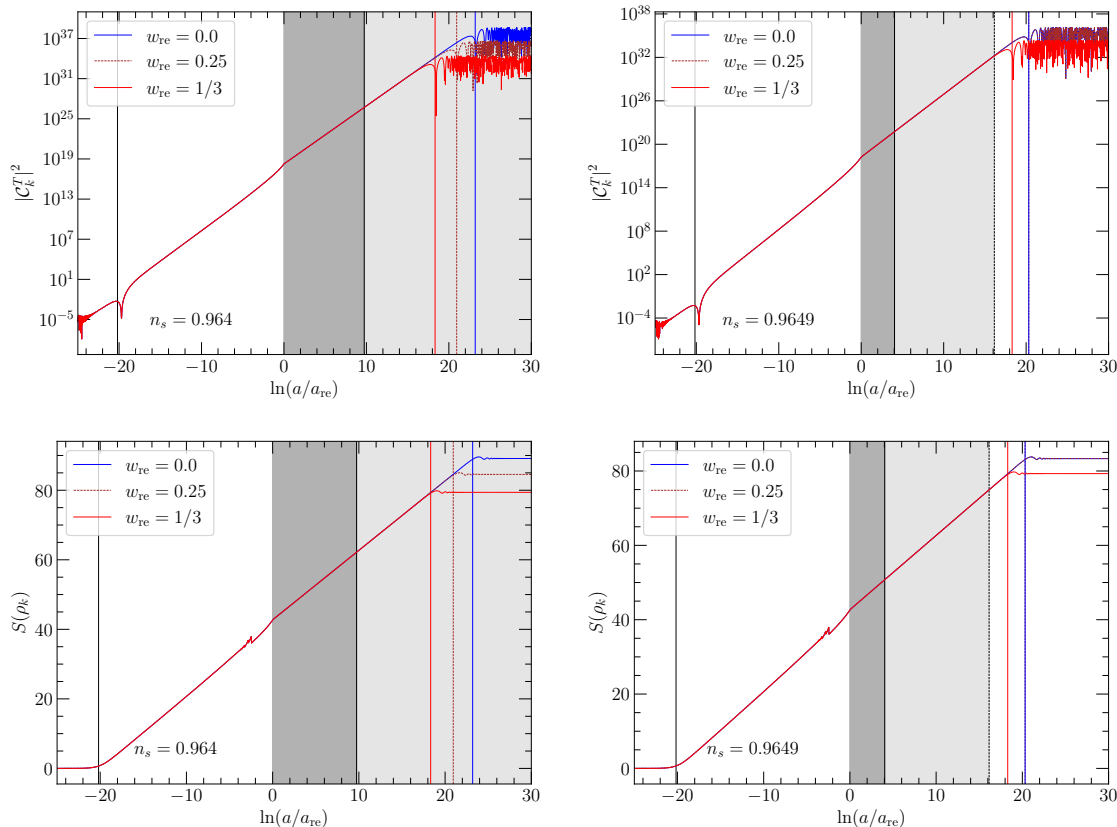 10^37
10^31
10^25
10^19
10^13
10^7
10^1
10^−5
|𝒞_k^T|^2
w_re = 0.0
w_re = 0.25
w_re = 1/3
n_s = 0.964
−20 −10 0 10 20 30
ln(a/a_re)
10^38
10^32
10^26
10^20
10^14
10^8
10^2
10^−4
|𝒞_k^T|^2
w_re = 0.0
w_re = 0.25
w_re = 1/3
n_s = 0.9649
−20 −10 0 10 20 30
ln(a/a_re)
80
60
40
20
0
S(ρ_k)
w_re = 0.0
w_re = 0.25
w_re = 1/3
n_s = 0.964
−20 −10 0 10 20 30
ln(a/a_re)
80
60
40
20
0
S(ρ_k)
w_re = 0.0
w_re = 0.25
w_re = 1/3
n_s = 0.9649
−20 −10 0 10 20 30
ln(a/a_re)